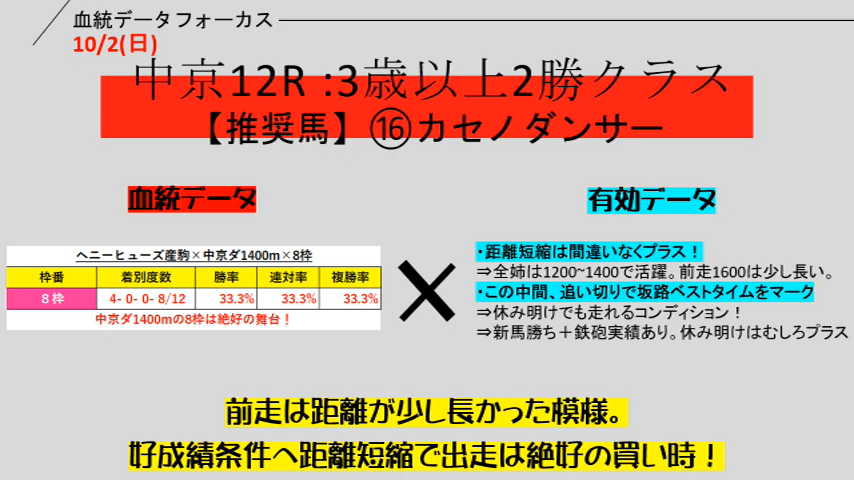 血統データフォーカス
10/2(日)
中京12R :3歳以上2勝クラス
【推奨馬】⑯カセノダンサー
血統データ
ヘニーヒューズ産駒×中京ダ1400m×8枠
枠番 着別度数 勝率 連対率 複勝率
８枠 4- 0- 0- 8/12 33.3% 33.3% 33.3%
中京ダ1400mの8枠は絶好の舞台！
×
有効データ
・距離短縮は間違いなくプラス！
⇒全姉は1200~1400で活躍。前走1600は少し長い。
・この中間、追い切りで坂路ベストタイムをマーク
⇒休み明けでも走れるコンディション！
⇒新馬勝ち＋鉄砲実績あり。休み明けはむしろプラス
前走は距離が少し長かった模様。
好成績条件へ距離短縮で出走は絶好の買い時！